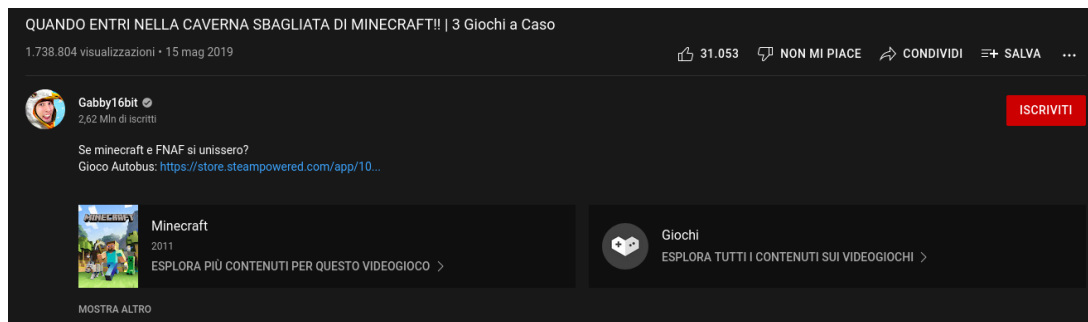 QUANDO ENTRI NELLA CAVERNA SBAGLIATA DI MINECRAFT!! | 3 Giochi a Caso
1.738.804 visualizzazioni • 15 mag 2019
31.053 NON MI PIACE CONDIVIDI SALVA ...
Gabby16bit
2,62 Mln di iscritti
ISCRIVITI
Se minecraft e FNAF si unissero?
Gioco Autobus: https://store.steampowered.com/app/10...
MINECRAFT
Minecraft
2011
ESPLORA PIÙ CONTENUTI PER QUESTO VIDEOGIOCO
Giochi
ESPLORA TUTTI I CONTENUTI SUI VIDEOGIOCHI
MOSTRA ALTRO